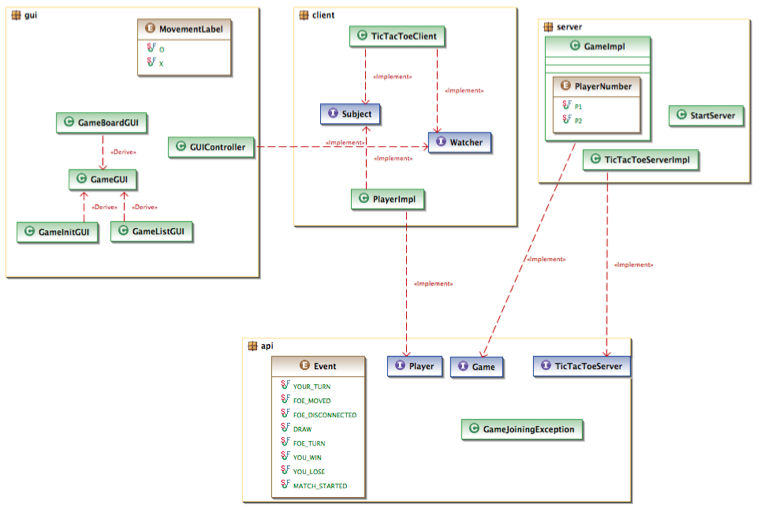 gui
MovementLabel
O
X
GameBoardGUI
«Derive»
GameGUI
«Derive»
«Derive»
GameInitGUI
GameListGUI
GUIController
client
TicTacToeClient
«Implement»
«Implement»
Subject
Watcher
«Implement»
«Implement»
PlayerImpl
server
GameImpl
PlayerNumber
P1
P2
StartServer
TicTacToeServerImpl
«Implement»
«Implement»
«Implement»
api
Event
YOUR_TURN
FOE_MOVED
FOE_DISCONNECTED
DRAW
FOE_TURN
YOU_WIN
YOU_LOSE
MATCH_STARTED
Player
Game
TicTacToeServer
GameJoiningException